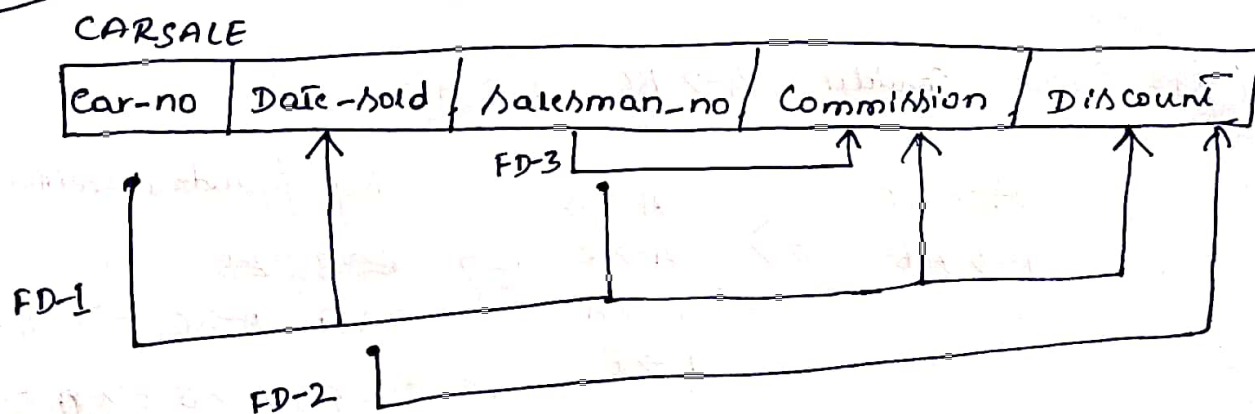 CARSALE
Car-no Date-sold Salesman_no Commission Discount
FD-3
FD-1
FD-2